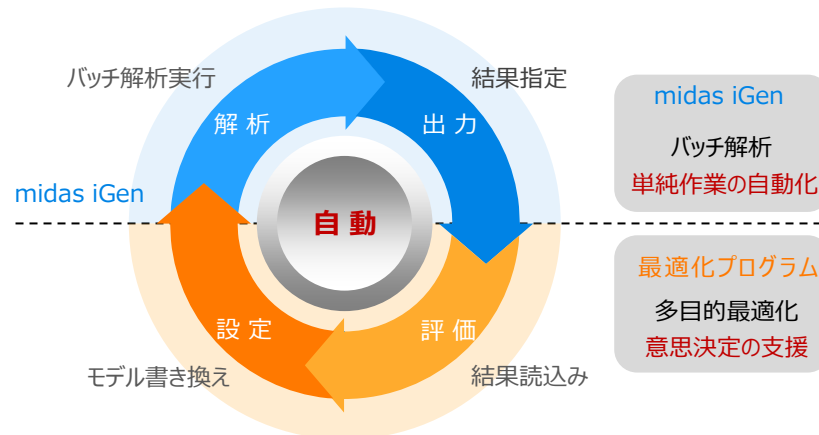 バッチ解析実行
結果指定
解 析
出 力
midas iGen
自 動
設 定
評 価
モデル書き換え
結果読込み
midas iGen
バッチ解析
単純作業の自動化
最適化プログラム
多目的最適化
意思決定の支援